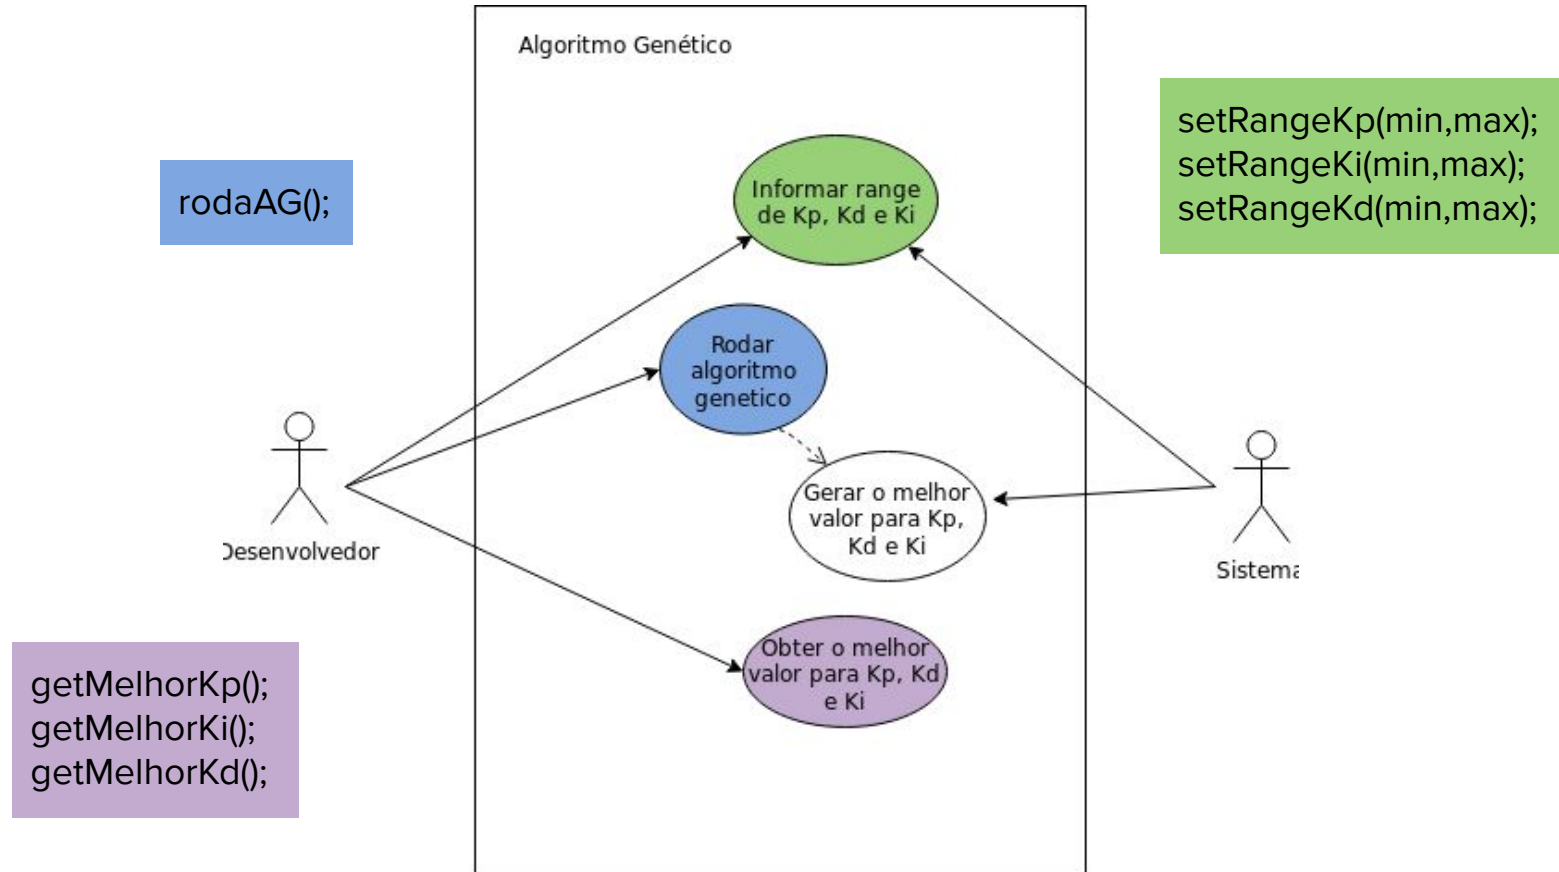 Algoritmo Genético
setRangeKp(min,max);
setRangeKi(min,max);
setRangeKd(min,max);
rodaAG();
Informar range
de Kp, Kd e Ki
Rodar
algoritmo
genetico
Gerar o melhor
valor para Kp,
Kd e Ki
Desenvolvedor
Sistema
Obter o melhor
valor para Kp, Kd
e Ki
getMelhorKp();
getMelhorKi();
getMelhorKd();